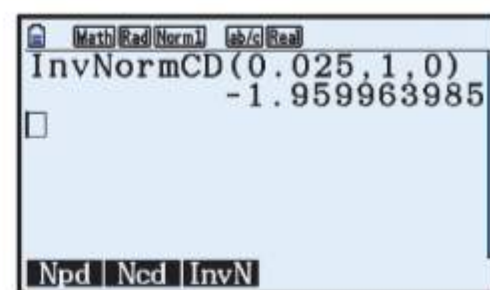 Math Rad Norm1 ab/c Real
InvNormCD(0.025,1,0)
-1.959963985
Npd Ncd InvN